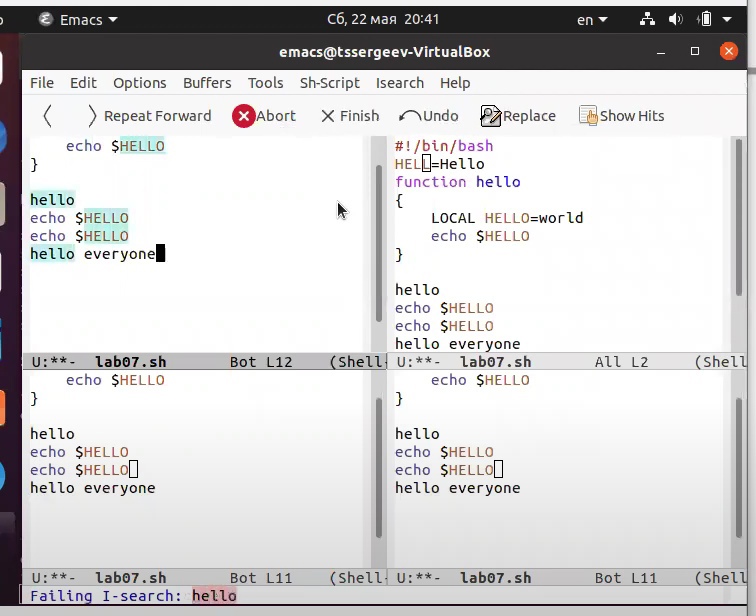 Emacs Сб, 22 мая 20:41 en
emacs@tssergeev-VirtualBox
File Edit Options Buffers Tools Sh-Script Isearch Help
Repeat Forward Abort Finish Undo Replace Show Hits
echo $HELLO
}
hello
echo $HELLO
echo $HELLO
hello everyone
U:**- lab07.sh Bot L12 (Shell-
#!/bin/bash
HELL=Hello
function hello
{
LOCAL HELLO=world
echo $HELLO
}
hello
echo $HELLO
echo $HELLO
hello everyone
U:**- lab07.sh All L2 (Shell
echo $HELLO
}
hello
echo $HELLO
echo $HELLO
hello everyone
U:**- lab07.sh Bot L11 (Shell-
echo $HELLO
}
hello
echo $HELLO
echo $HELLO
hello everyone
U:**- lab07.sh Bot L11 (Shell
Failing I-search: hello